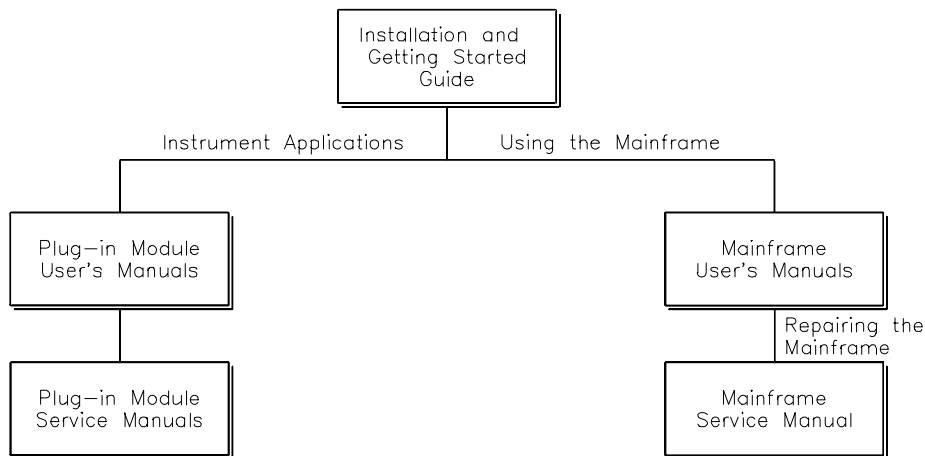 Installation and
Getting Started
Guide
Instrument Applications
Using the Mainframe
Plug-in Module
User's Manuals
Mainframe
User's Manuals
Repairing the
Mainframe
Plug-in Module
Service Manuals
Mainframe
Service Manual